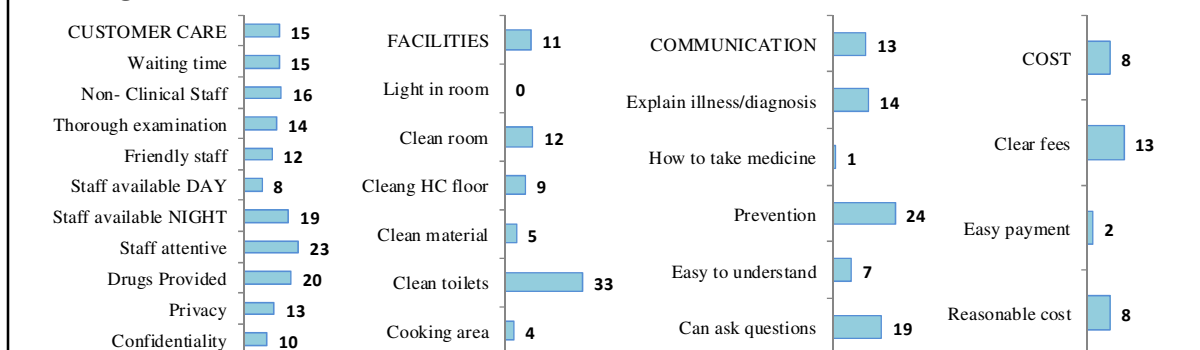 CUSTOMER CARE 15
Waiting time 15
Non- Clinical Staff 16
Thorough examination 14
Friendly staff 12
Staff available DAY 8
Staff available NIGHT 19
Staff attentive 23
Drugs Provided 20
Privacy 13
Confidentiality 10
FACILITIES 11
Light in room 0
Clean room 12
Cleang HC floor 9
Clean material 5
Clean toilets 33
Cooking area 4
COMMUNICATION 13
Explain illness/diagnosis 14
How to take medicine 1
Prevention 24
Easy to understand 7
Can ask questions 19
COST 8
Clear fees 13
Easy payment 2
Reasonable cost 8